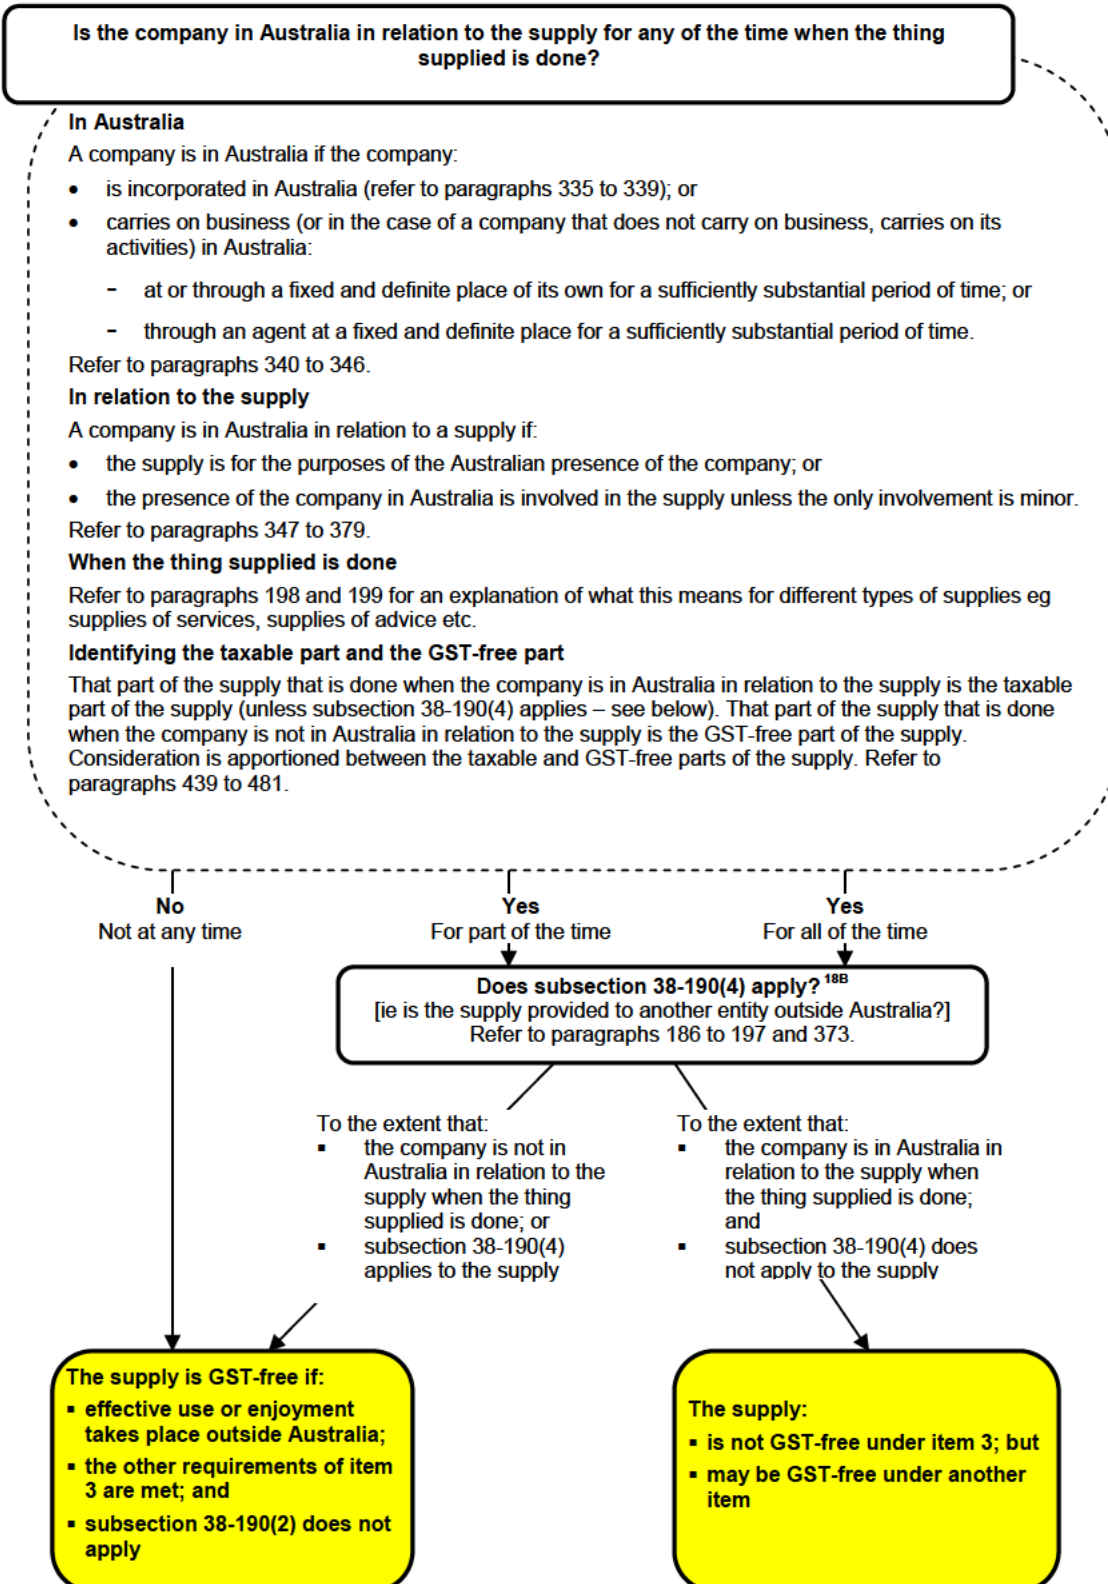 Is the company in Australia in relation to the supply for any of the time when the thing
supplied is done?
In Australia
A company is in Australia if the company:
• is incorporated in Australia (refer to paragraphs 335 to 339); or
• carries on business (or in the case of a company that does not carry on business, carries on its
activities) in Australia:
- at or through a fixed and definite place of its own for a sufficiently substantial period of time; or
- through an agent at a fixed and definite place for a sufficiently substantial period of time.
Refer to paragraphs 340 to 346.
In relation to the supply
A company is in Australia in relation to a supply if:
• the supply is for the purposes of the Australian presence of the company; or
• the presence of the company in Australia is involved in the supply unless the only involvement is minor.
Refer to paragraphs 347 to 379.
When the thing supplied is done
Refer to paragraphs 198 and 199 for an explanation of what this means for different types of supplies eg
supplies of services, supplies of advice etc.
Identifying the taxable part and the GST-free part
That part of the supply that is done when the company is in Australia in relation to the supply is the taxable
part of the supply (unless subsection 38-190(4) applies – see below). That part of the supply that is done
when the company is not in Australia in relation to the supply is the GST-free part of the supply.
Consideration is apportioned between the taxable and GST-free parts of the supply. Refer to
paragraphs 439 to 481.
No
Not at any time
Yes
For part of the time
Yes
For all of the time
Does subsection 38-190(4) apply? 18B
[ie is the supply provided to another entity outside Australia?]
Refer to paragraphs 186 to 197 and 373.
To the extent that:
▪ the company is not in
Australia in relation to the
supply when the thing
supplied is done; or
▪ subsection 38-190(4)
applies to the supply
To the extent that:
▪ the company is in Australia in
relation to the supply when
the thing supplied is done;
and
▪ subsection 38-190(4) does
not apply to the supply
The supply is GST-free if:
▪ effective use or enjoyment
takes place outside Australia;
▪ the other requirements of item
3 are met; and
▪ subsection 38-190(2) does not
apply
The supply:
▪ is not GST-free under item 3; but
▪ may be GST-free under another
item